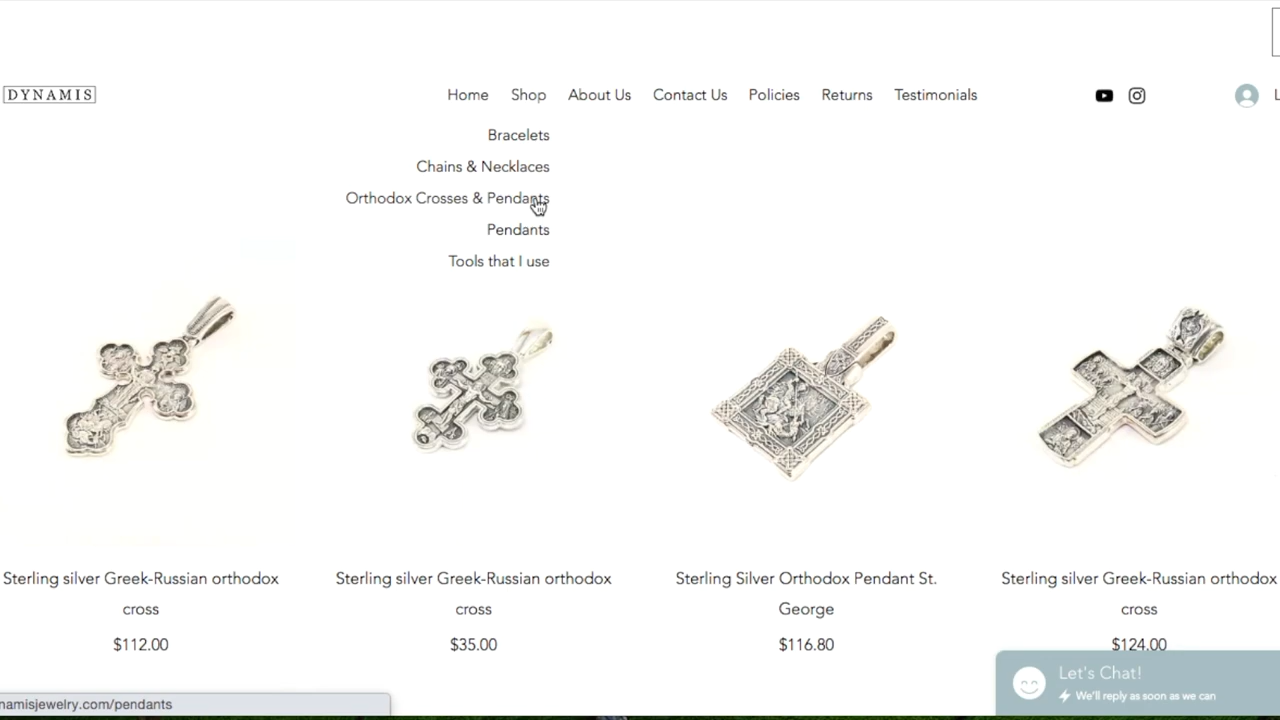 DYNAMIS
Home Shop About Us Contact Us Policies Returns Testimonials
Bracelets
Chains & Necklaces
Orthodox Crosses & Pendants
Pendants
Tools that I use
Sterling silver Greek-Russian orthodox
cross
$112.00
Sterling silver Greek-Russian orthodox
cross
$35.00
Sterling Silver Orthodox Pendant St.
George
$116.80
Sterling silver Greek-Russian orthodox
cross
$124.00
Let's Chat!
We'll reply as soon as we can
namisjewelry.com/pendants